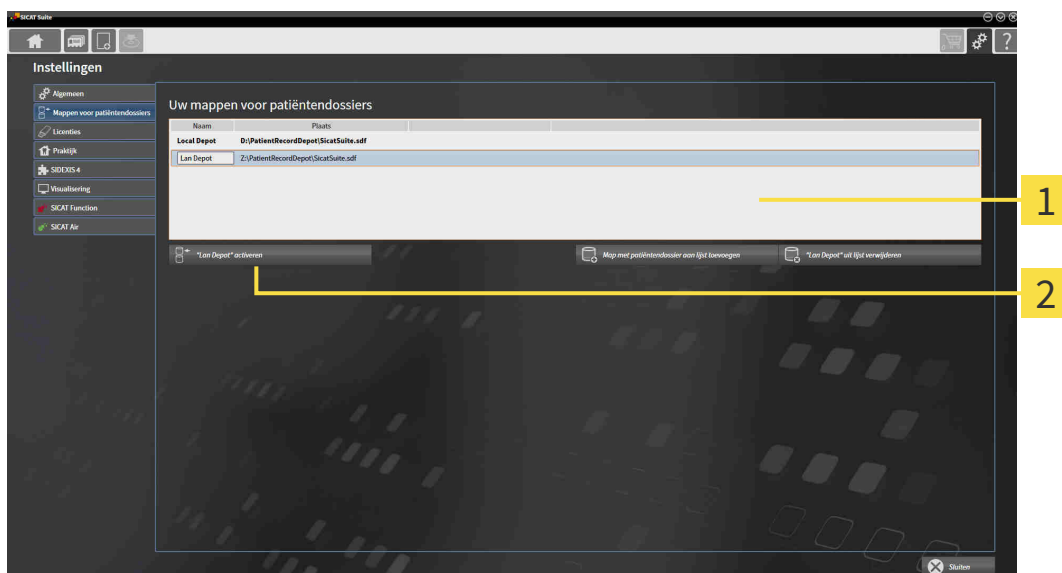 SICAT Suite
?
Instellingen
Algemeen
Mappen voor patiëntendossiers
Licenties
Praktijk
SIDEXIS 4
Visualisering
SICAT Function
SICAT Air
Uw mappen voor patiëntendossiers
Naam Plaats
Local Depot D:\PatientRecordDepot\SicatSuite.sdf
Lan Depot Z:\PatientRecordDepot\SicatSuite.sdf
"Lan Depot" activeren Map met patiëntendossier aan lijst toevoegen "Lan Depot" uit lijst verwijderen
1
2
Sluiten